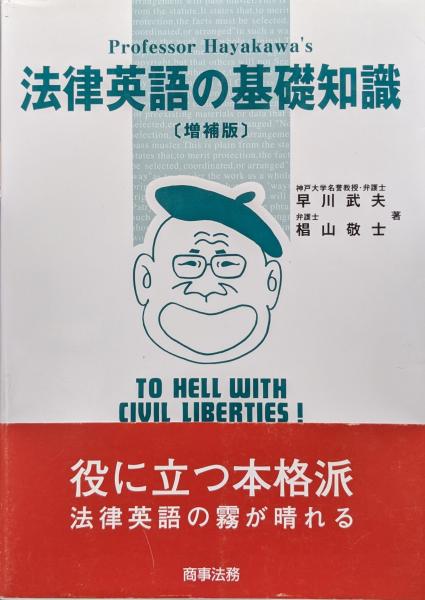 Professor Hayakawa's
法律英語の基礎知識
〔増補版〕
神戸大学名誉教授・弁護士
早川武夫
弁護士
椙山敬士
著
TO HELL WITH
CIVIL LIBERTIES!
役に立つ本格派
法律英語の霧が晴れる
商事法務